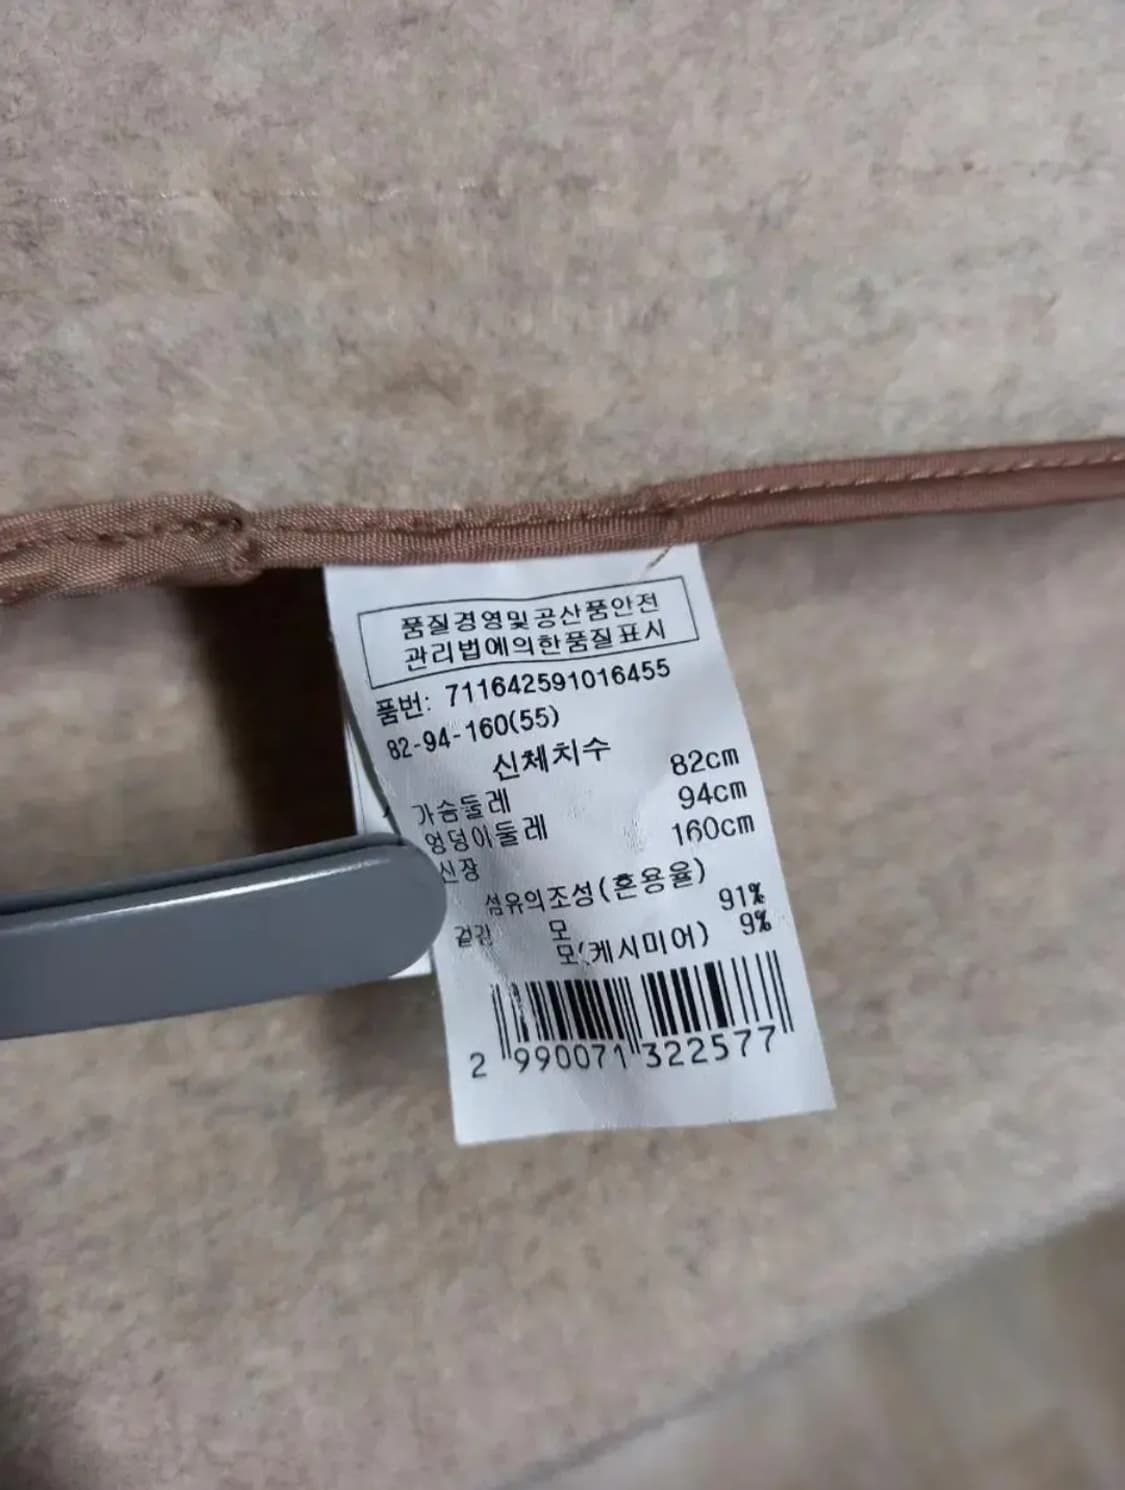 품질경영및공산품안전
관리법에의한품질표시
품번: 711642591016455
82-94-160(55)
신체치수
가슴둘레 82cm
엉덩이둘레 94cm
신장 160cm
섬유의조성(혼용율)
겉감 모 91%
모(케시미어) 9%
2 990071 322577